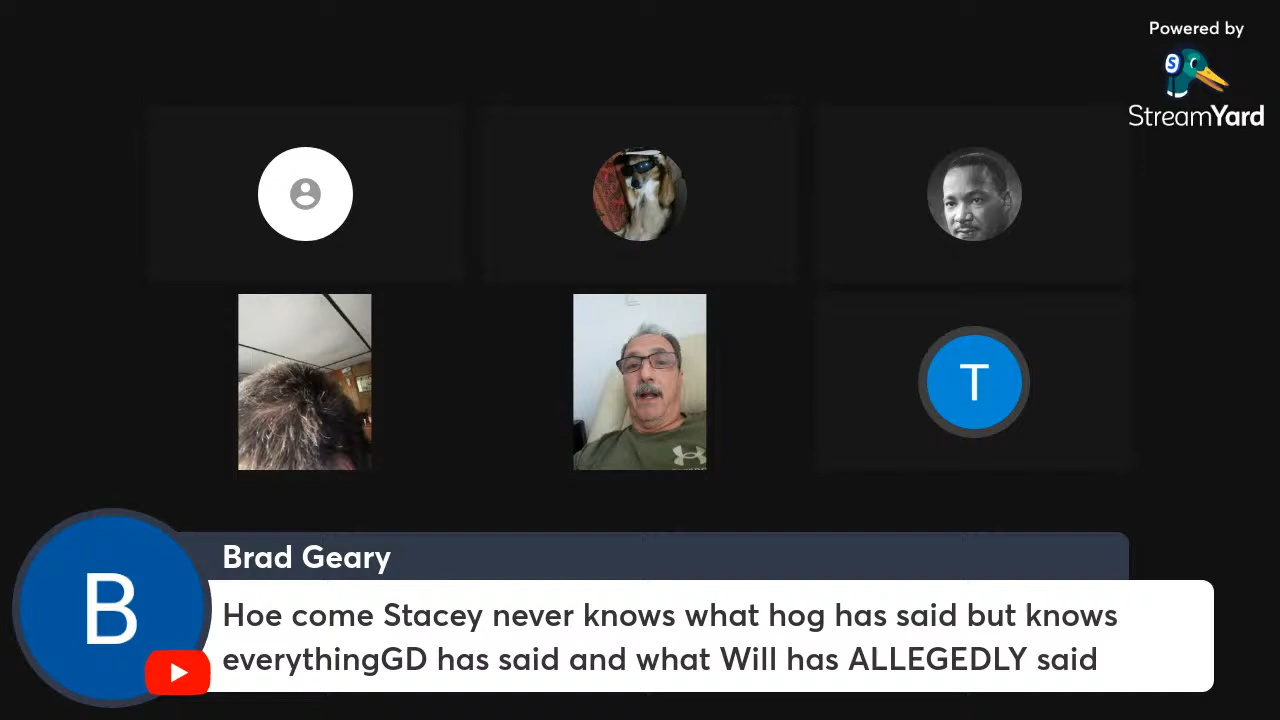 Powered by
StreamYard
S
T
B
Brad Geary
Hoe come Stacey never knows what hog has said but knows
everythingGD has said and what Will has ALLEGEDLY said